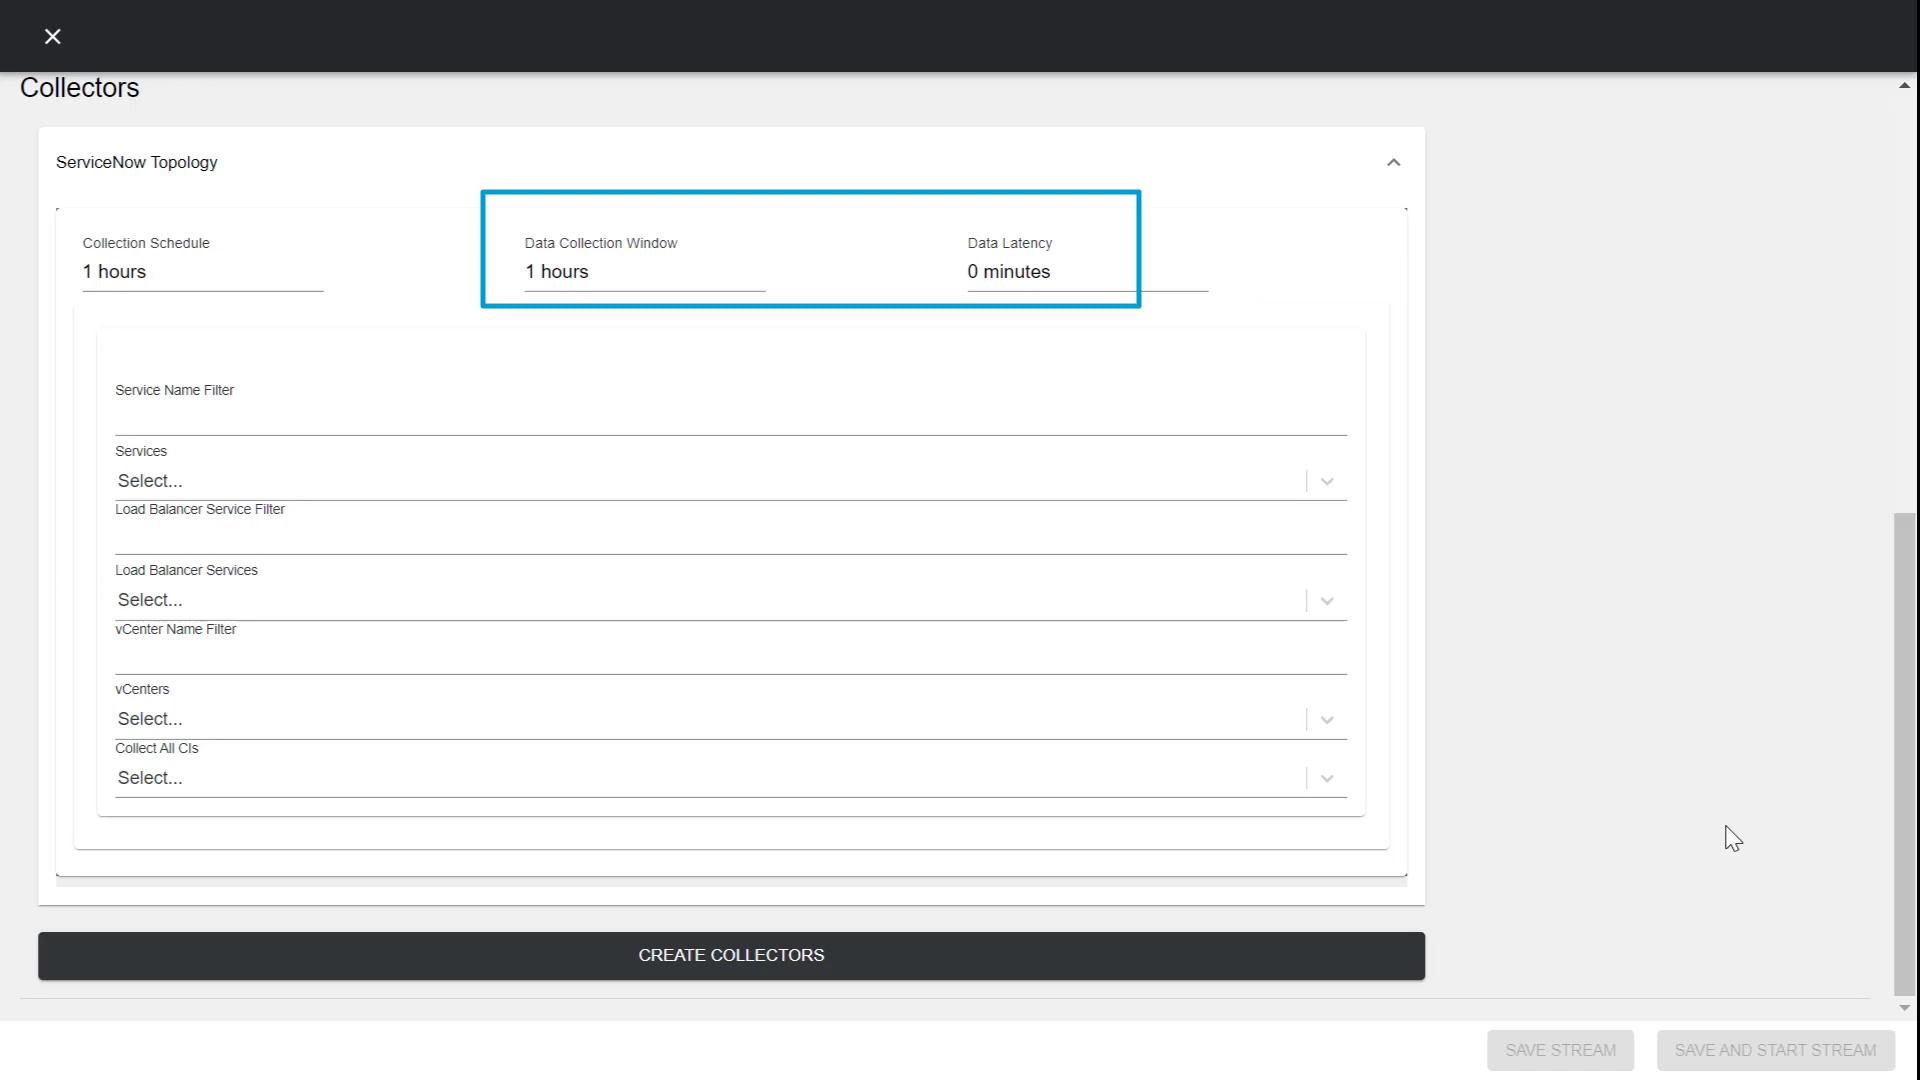 Collectors
ServiceNow Topology
Collection Schedule
Data Collection Window
Data Latency
1 hours
1 hours
0 minutes
Service Name Filter
Services
Select...
Load Balancer Service Filter
Load Balancer Services
Select...
vCenter Name Filter
vCenters
Select...
Collect All CIs
Select...
CREATE COLLECTORS
SAVE STREAM
SAVE AND START STREAM